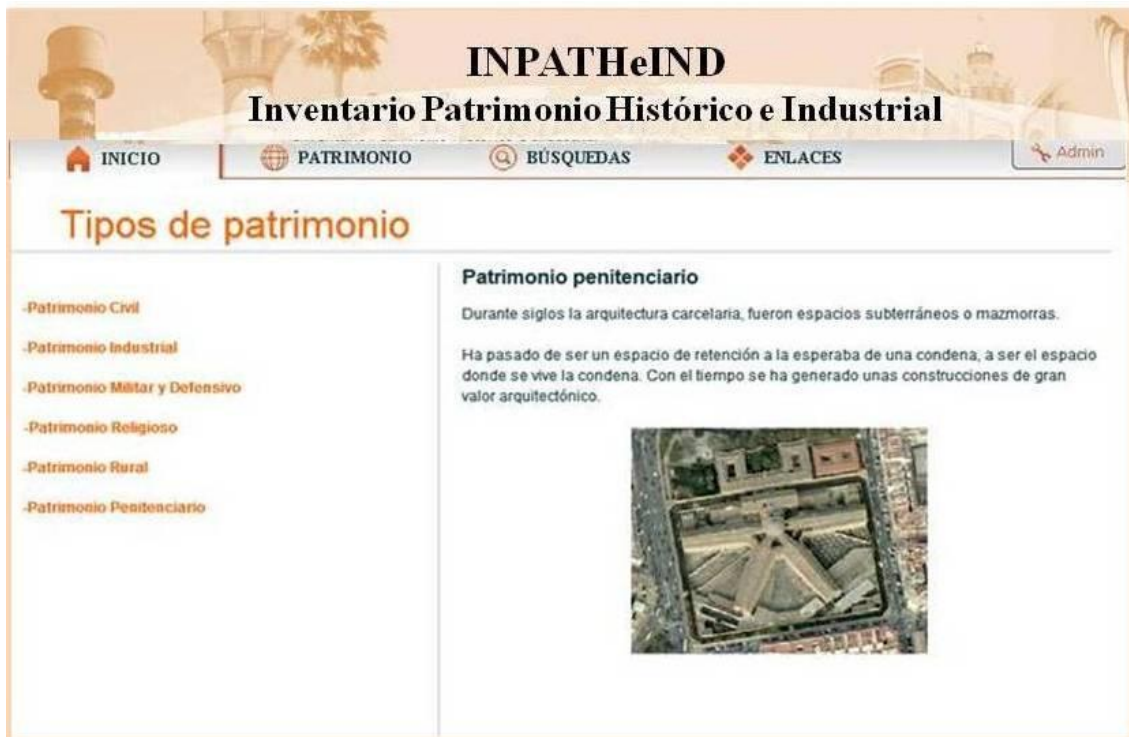 INPATHeIND
Inventario Patrimonio Histórico e Industrial
INICIO
PATRIMONIO
BÚSQUEDAS
ENLACES
Admin
Tipos de patrimonio
-Patrimonio Civil
-Patrimonio Industrial
-Patrimonio Militar y Defensivo
-Patrimonio Religioso
-Patrimonio Rural
-Patrimonio Penitenciario
Patrimonio penitenciario
Durante siglos la arquitectura carcelaria, fueron espacios subterráneos o mazmorras.
Ha pasado de ser un espacio de retención a la esperaba de una condena, a ser el espacio
donde se vive la condena. Con el tiempo se ha generado unas construcciones de gran
valor arquitectónico.